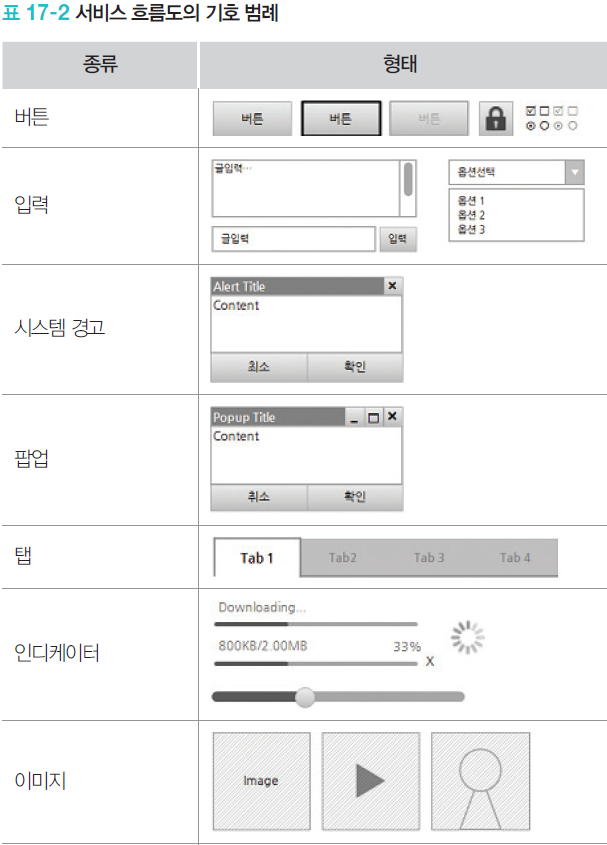 표 17-2 서비스 흐름도의 기호 범례
종류 형태
버튼 버튼 버튼 버튼
입력
글입력…
글입력 입력
옵션선택
옵션 1
옵션 2
옵션 3
시스템 경고
Alert Title
Content
최소 확인
팝업
Popup Title
Content
취소 확인
탭 Tab 1 Tab2 Tab 3 Tab 4
인디케이터
Downloading...
800KB/2.00MB 33%
X
이미지 Image